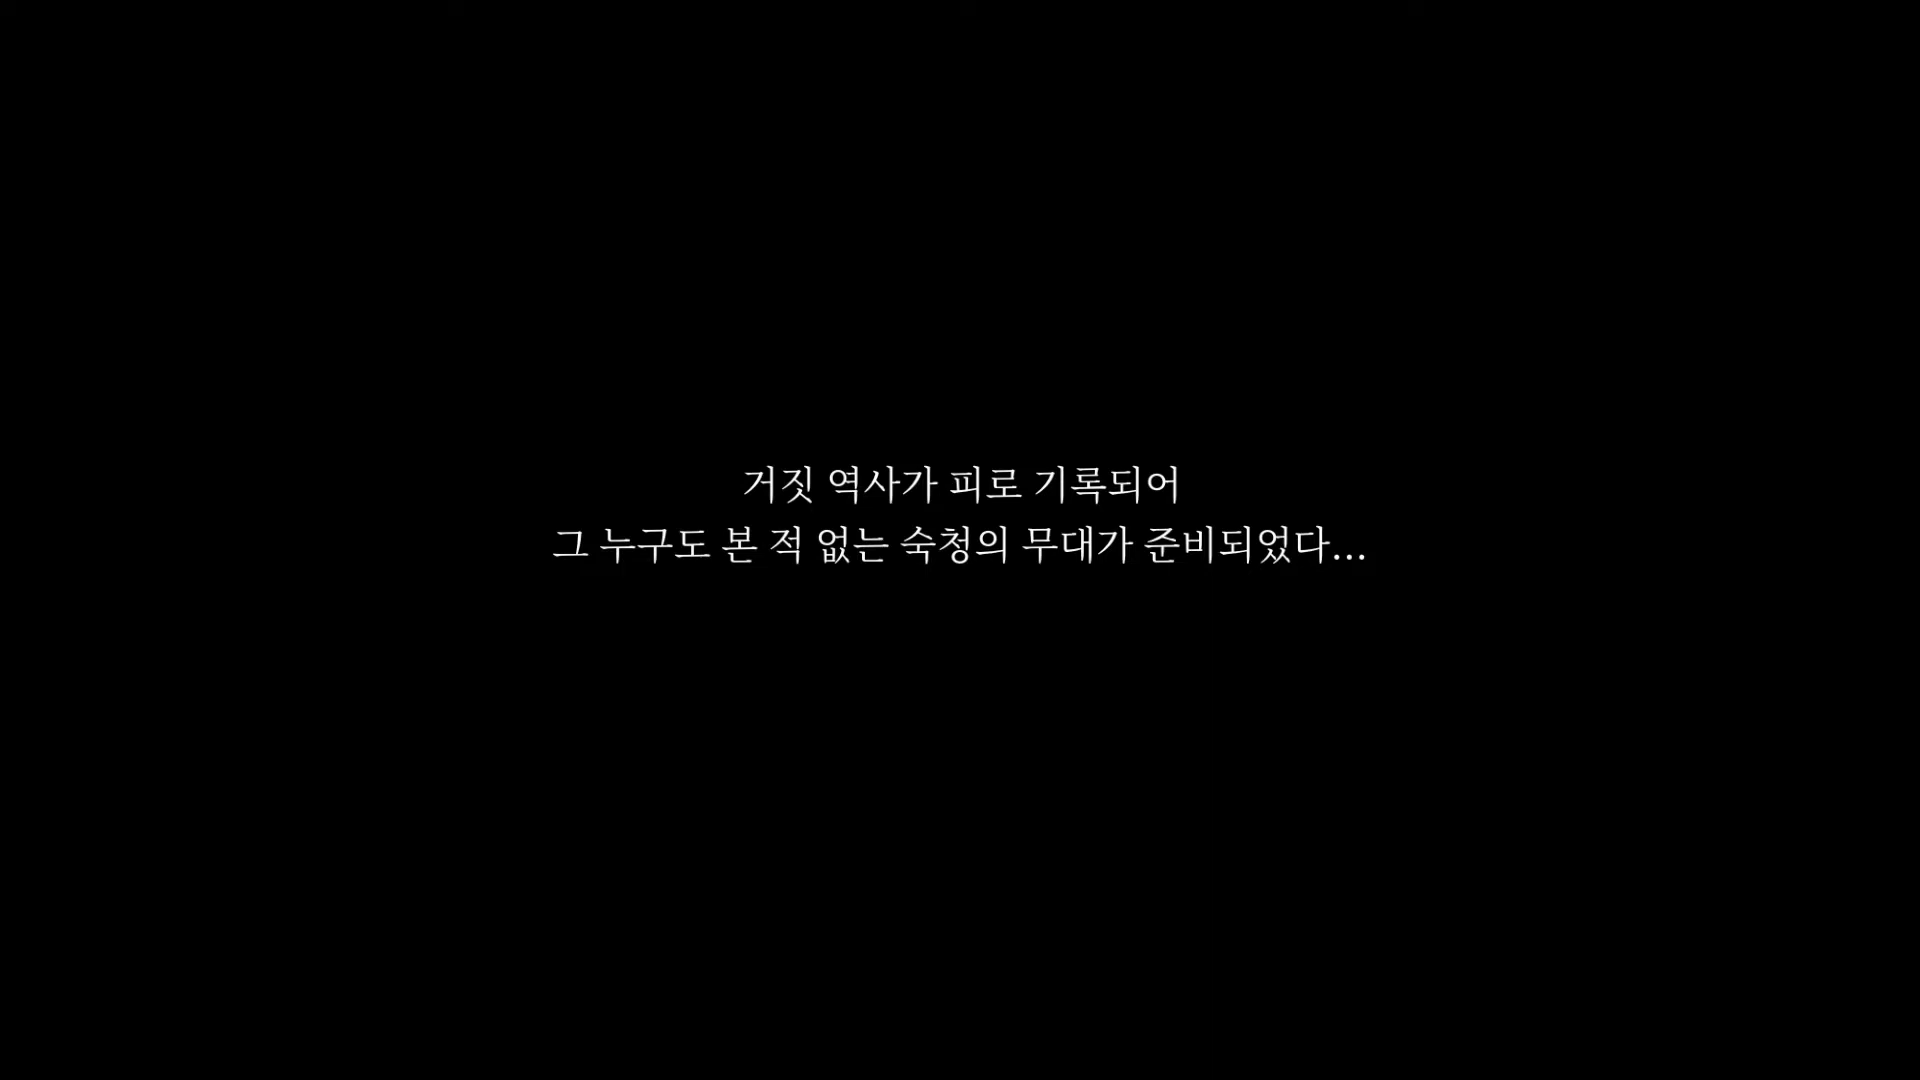 거짓 역사가 피로 기록되어
그 누구도 본 적 없는 숙청의 무대가 준비되었다...